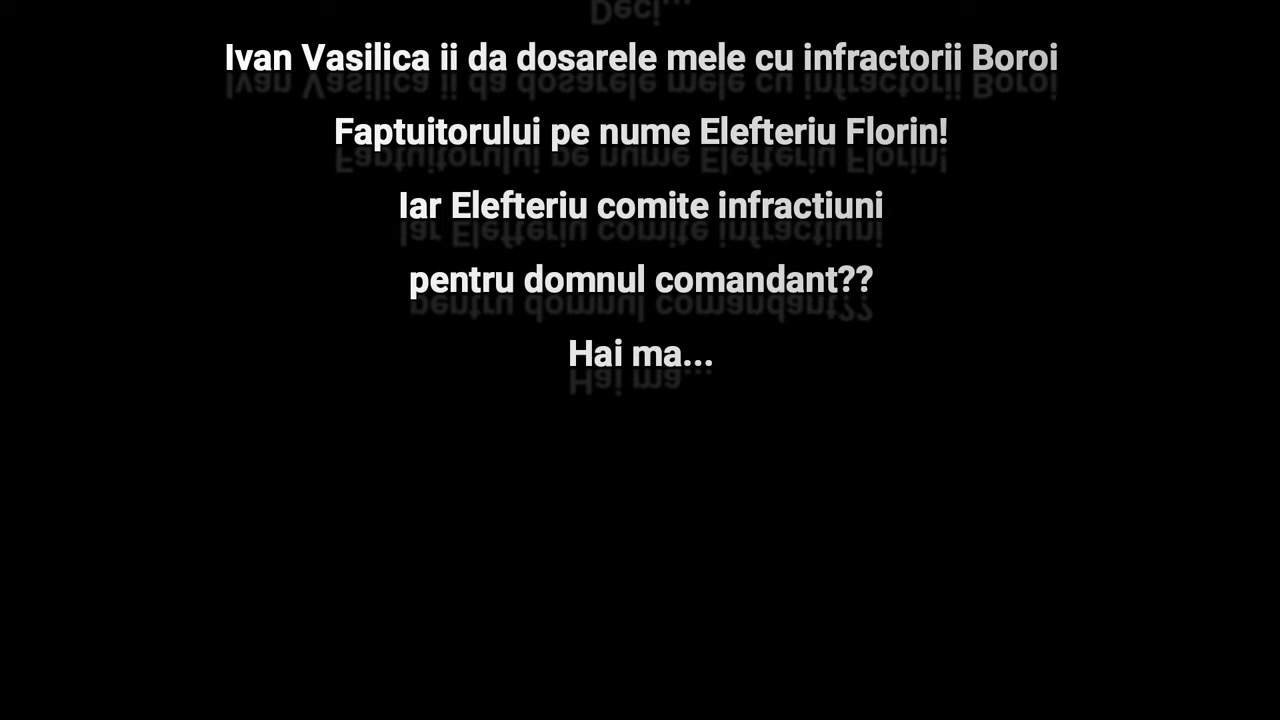 Deci...
Ivan Vasilica ii da dosarele mele cu infractorii Boroi
Faptuitorului pe nume Elefteriu Florin!
Iar Elefteriu comite infractiuni
pentru domnul comandant??
Hai ma...